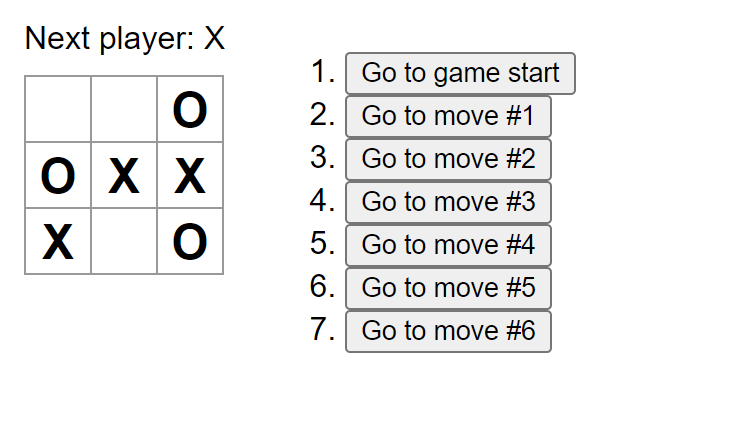 Next player: X
O
O X X
X O
1. Go to game start
2. Go to move #1
3. Go to move #2
4. Go to move #3
5. Go to move #4
6. Go to move #5
7. Go to move #6